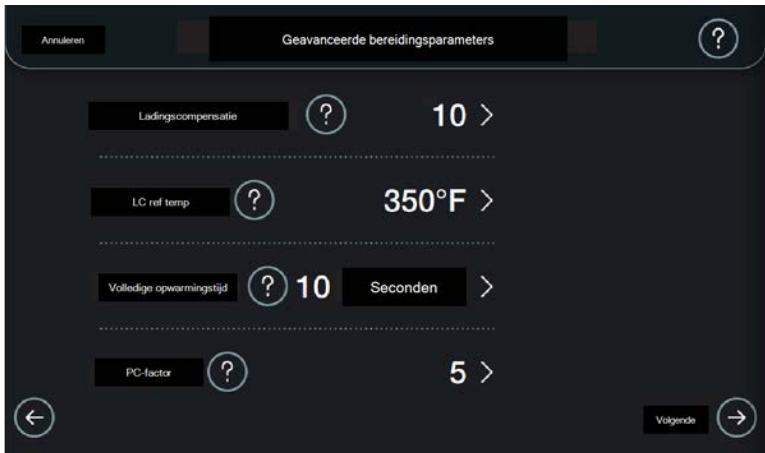 Annuleren
Geavanceerde bereidingsparameters
?
Ladingscompensatie ? 10 >
LC ref temp ? 350°F >
Volledige opwarmingstijd ? 10 Seconden >
PC-factor ? 5 >
Volgende